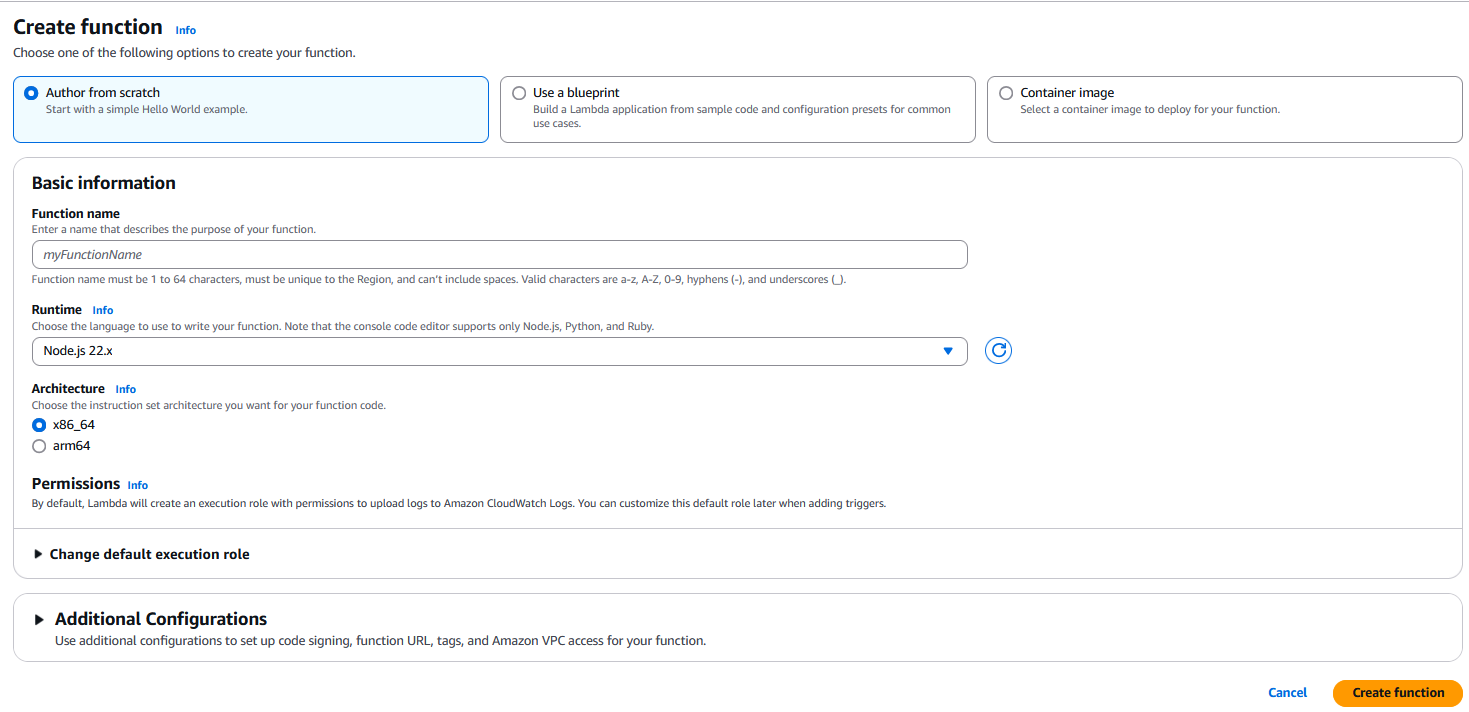 Create function Info
Choose one of the following options to create your function.
Author from scratch
Start with a simple Hello World example.
Use a blueprint
Build a Lambda application from sample code and configuration presets for common
use cases.
Container image
Select a container image to deploy for your function.
Basic information
Function name
Enter a name that describes the purpose of your function.
myFunctionName
Function name must be 1 to 64 characters, must be unique to the Region, and can't include spaces. Valid characters are a-z, A-Z, 0-9, hyphens (-), and underscores (_).
Runtime Info
Choose the language to use to write your function. Note that the console code editor supports only Node.js, Python, and Ruby.
Node.js 22.x
Architecture Info
Choose the instruction set architecture you want for your function code.
x86_64
arm64
Permissions Info
By default, Lambda will create an execution role with permissions to upload logs to Amazon CloudWatch Logs. You can customize this default role later when adding triggers.
Change default execution role
Additional Configurations
Use additional configurations to set up code signing, function URL, tags, and Amazon VPC access for your function.
Cancel Create function